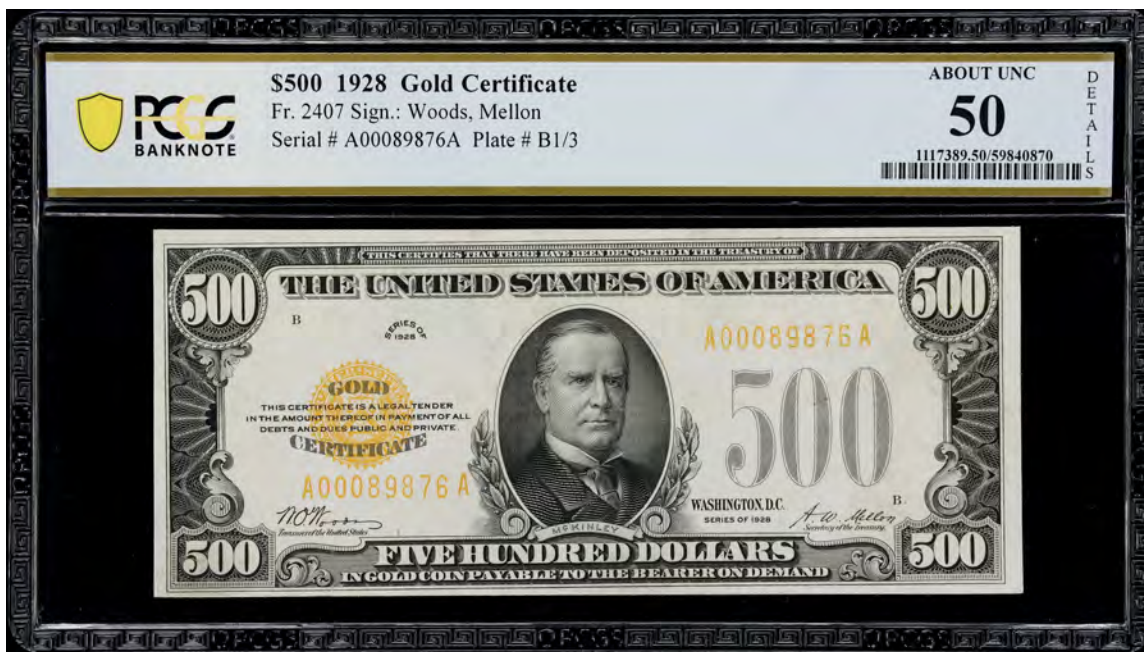 $500 1928 Gold Certificate
Fr. 2407 Sign.: Woods, Mellon
Serial # A00089876A Plate # B1/3
PCGS
BANKNOTE
ABOUT UNC
50
1117389.50/59840870
DETAILS
THIS CERTIFIES THAT THERE HAVE BEEN DEPOSITED IN THE TREASURY OF
500 THE UNITED STATES OF AMERICA 500
B
SERIES OF
1928
A00089876A
500
GOLD
THIS CERTIFICATE IS A LEGAL TENDER
IN THE AMOUNT THEREOF IN PAYMENT OF ALL
DEBTS AND DUES PUBLIC AND PRIVATE.
CERTIFICATE
A00089876A
WASHINGTON, D.C.
SERIES OF 1928
B
W.O. Woods
Treasurer of the United States
A.W. Mellon
Secretary of the Treasury.
McKINLEY
500 FIVE HUNDRED DOLLARS 500
IN GOLD COIN PAYABLE TO THE BEARER ON DEMAND